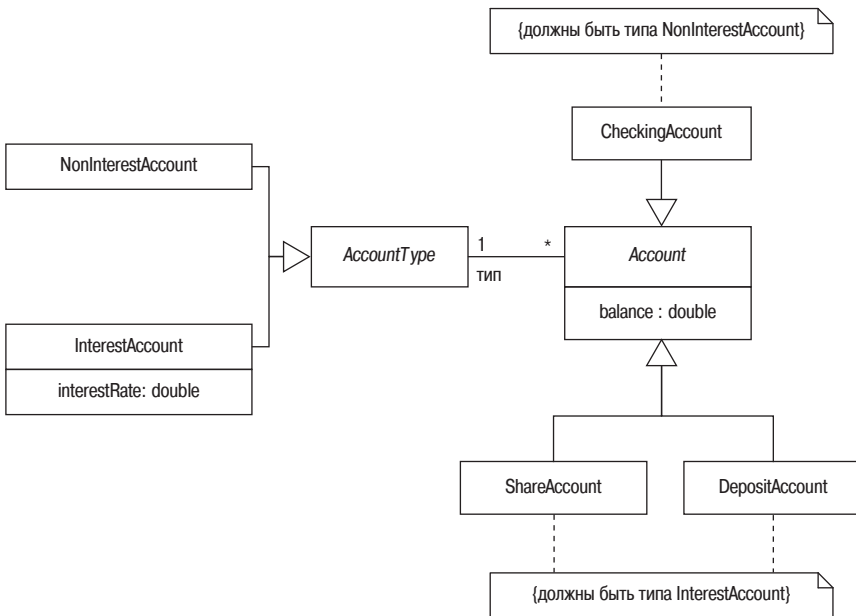 {должны быть типа NonInterestAccount}
CheckingAccount
NonInterestAccount
AccountType
1
*
тип
Account
balance : double
InterestAccount
interestRate: double
ShareAccount
DepositAccount
{должны быть типа InterestAccount}